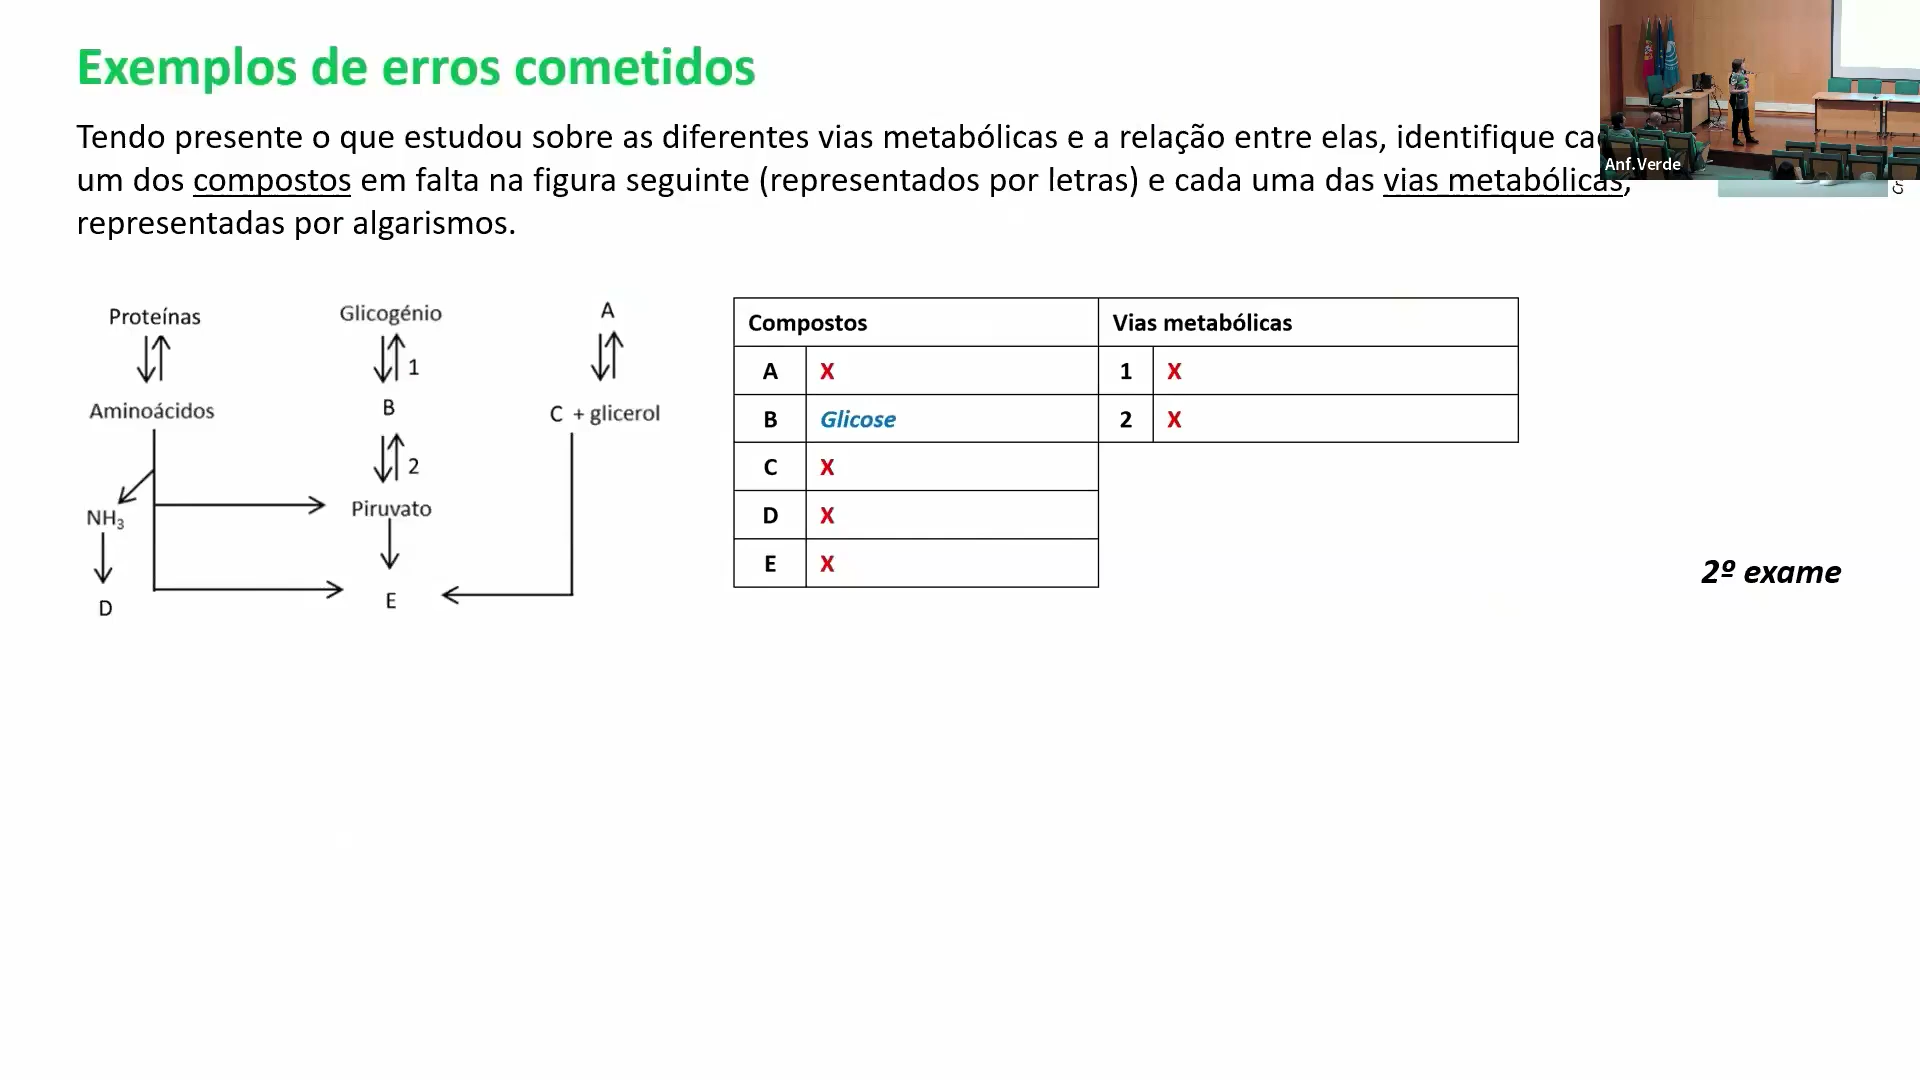 Exemplos de erros cometidos
Tendo presente o que estudou sobre as diferentes vias metabólicas e a relação entre elas, identifique
um dos compostos em falta na figura seguinte (representados por letras) e cada uma das vias metabólicas,
representadas por algarismos.
Anf.Verde
Proteínas
Glicogénio
A
1
Aminoácidos
B
C + glicerol
2
NH₃
Piruvato
D
E
Compostos Vias metabólicas
A X 1 X
B Glicose 2 X
C X
D X
E X
2º exame